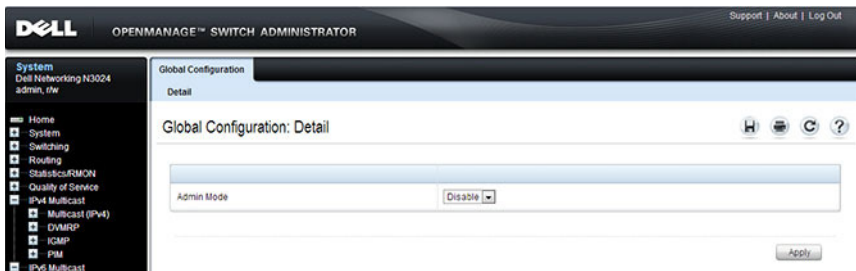 Support | About | Log Out
DELL OPENMANAGE™ SWITCH ADMINISTRATOR
System
Dell Networking N3024
admin, r/w
Home
System
Switching
Routing
Statistics/RMON
Quality of Service
IPv4 Multicast
Multicast (IPv4)
DVMRP
IGMP
PIM
IPv6 Multicast
Global Configuration
Detail
Global Configuration: Detail
Admin Mode Disable
Apply